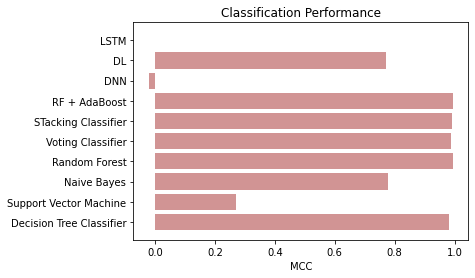 Classification Performance
LSTM
DL
DNN
RF + AdaBoost
STacking Classifier
Voting Classifier
Random Forest
Naive Bayes
Support Vector Machine
Decision Tree Classifier
0.0 0.2 0.4 0.6 0.8 1.0
MCC